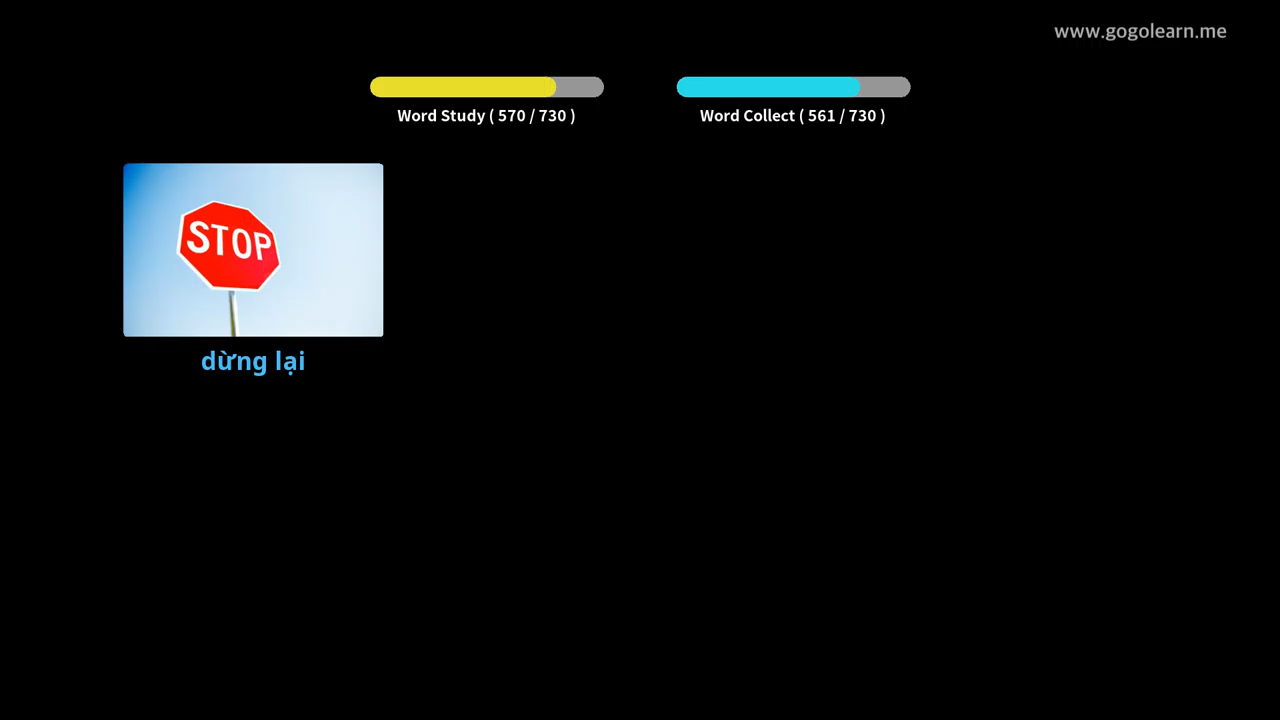 www.gogolearn.me
Word Study ( 570 / 730 )
Word Collect ( 561 / 730 )
STOP
dừng lại